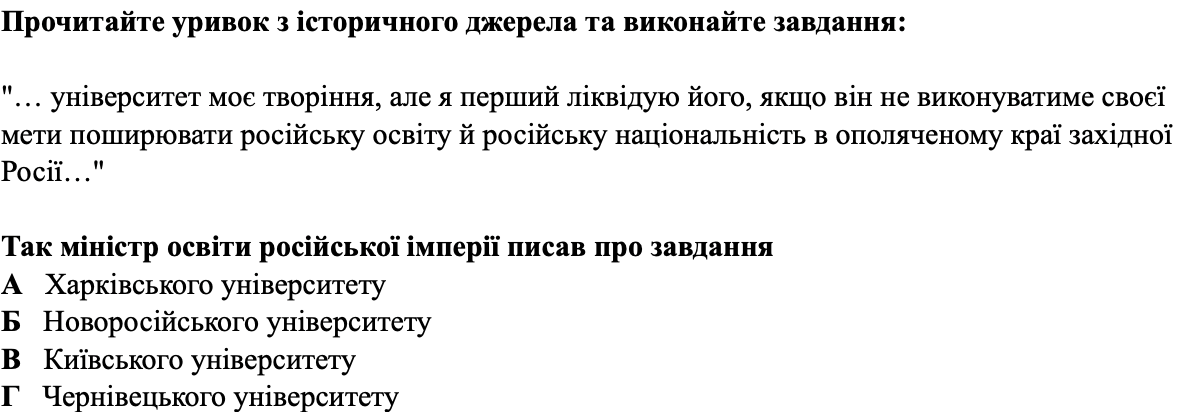 Прочитайте уривок з історичного джерела та виконайте завдання:
"… університет моє творіння, але я перший ліквідую його, якщо він не виконуватиме своєї
мети поширювати російську освіту й російську національність в ополяченому краї західної
Росії…"
Так міністр освіти російської імперії писав про завдання
А Харківського університету
Б Новоросійського університету
В Київського університету
Г Чернівецького університету